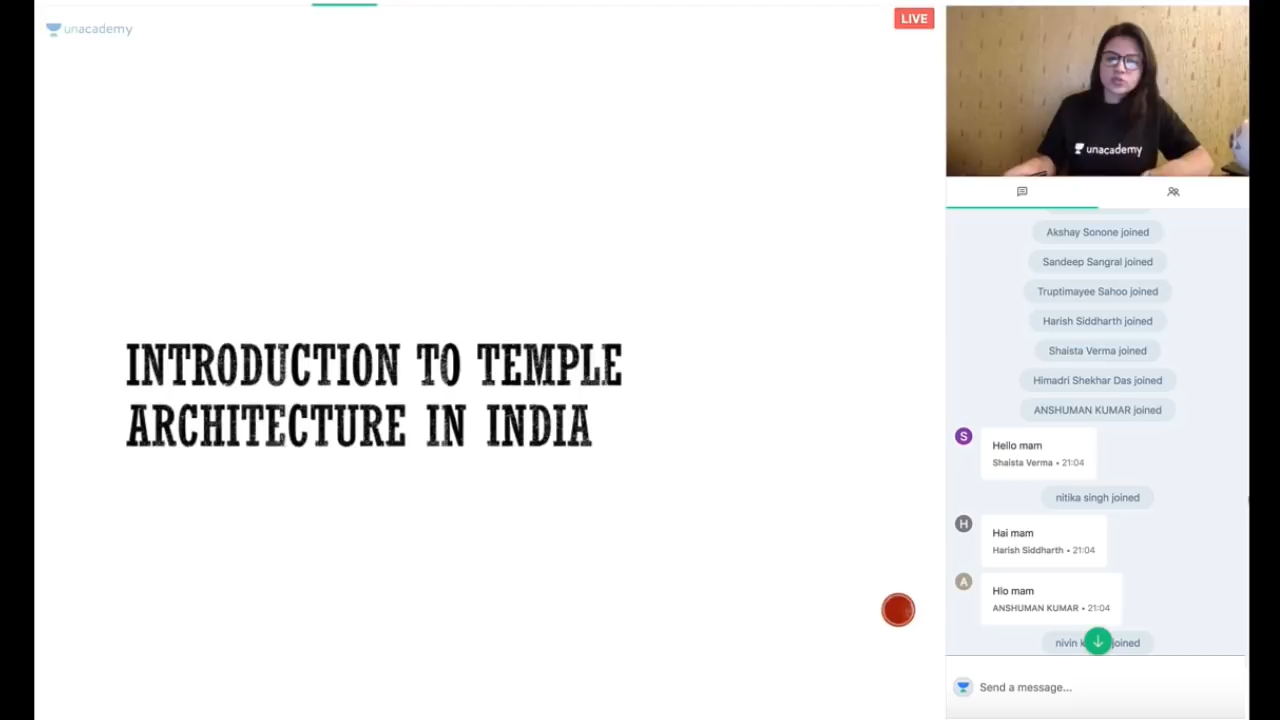 unacademy
LIVE
INTRODUCTION TO TEMPLE
ARCHITECTURE IN INDIA
unacademy
Akshay Sonone joined
Sandeep Sangral joined
Truptimayee Sahoo joined
Harish Siddharth joined
Shaista Verma joined
Himadri Shekhar Das joined
ANSHUMAN KUMAR joined
S
Hello mam
Shaista Verma • 21:04
nitika singh joined
H
Hai mam
Harish Siddharth • 21:04
A
Hlo mam
ANSHUMAN KUMAR • 21:04
nivin joined
Send a message...